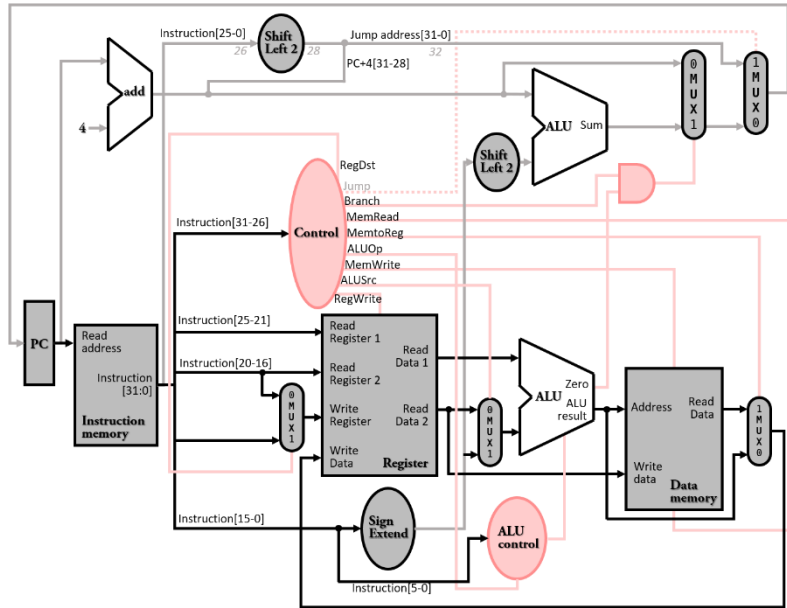 Instruction[25-0]
26
Shift
Left 2
28
Jump address[31-0]
32
PC+4[31-28]
add
4
ALU
Sum
0
M
U
X
1
1
M
U
X
0
Shift
Left 2
RegDst
Jump
Branch
MemRead
MemtoReg
ALUOp
MemWrite
ALUSrc
RegWrite
Control
Instruction[31-26]
PC
Read
address
Instruction
[31:0]
Instruction
memory
Instruction[25-21]
Instruction[20-16]
0
M
U
X
1
Read
Register 1
Read
Register 2
Write
Register
Write
Data
Read
Data 1
Read
Data 2
Register
0
M
U
X
1
ALU
Zero
ALU
result
Address
Read
Data
Write
data
Data
memory
1
M
U
X
0
Instruction[15-0]
Sign
Extend
ALU
control
Instruction[5-0]